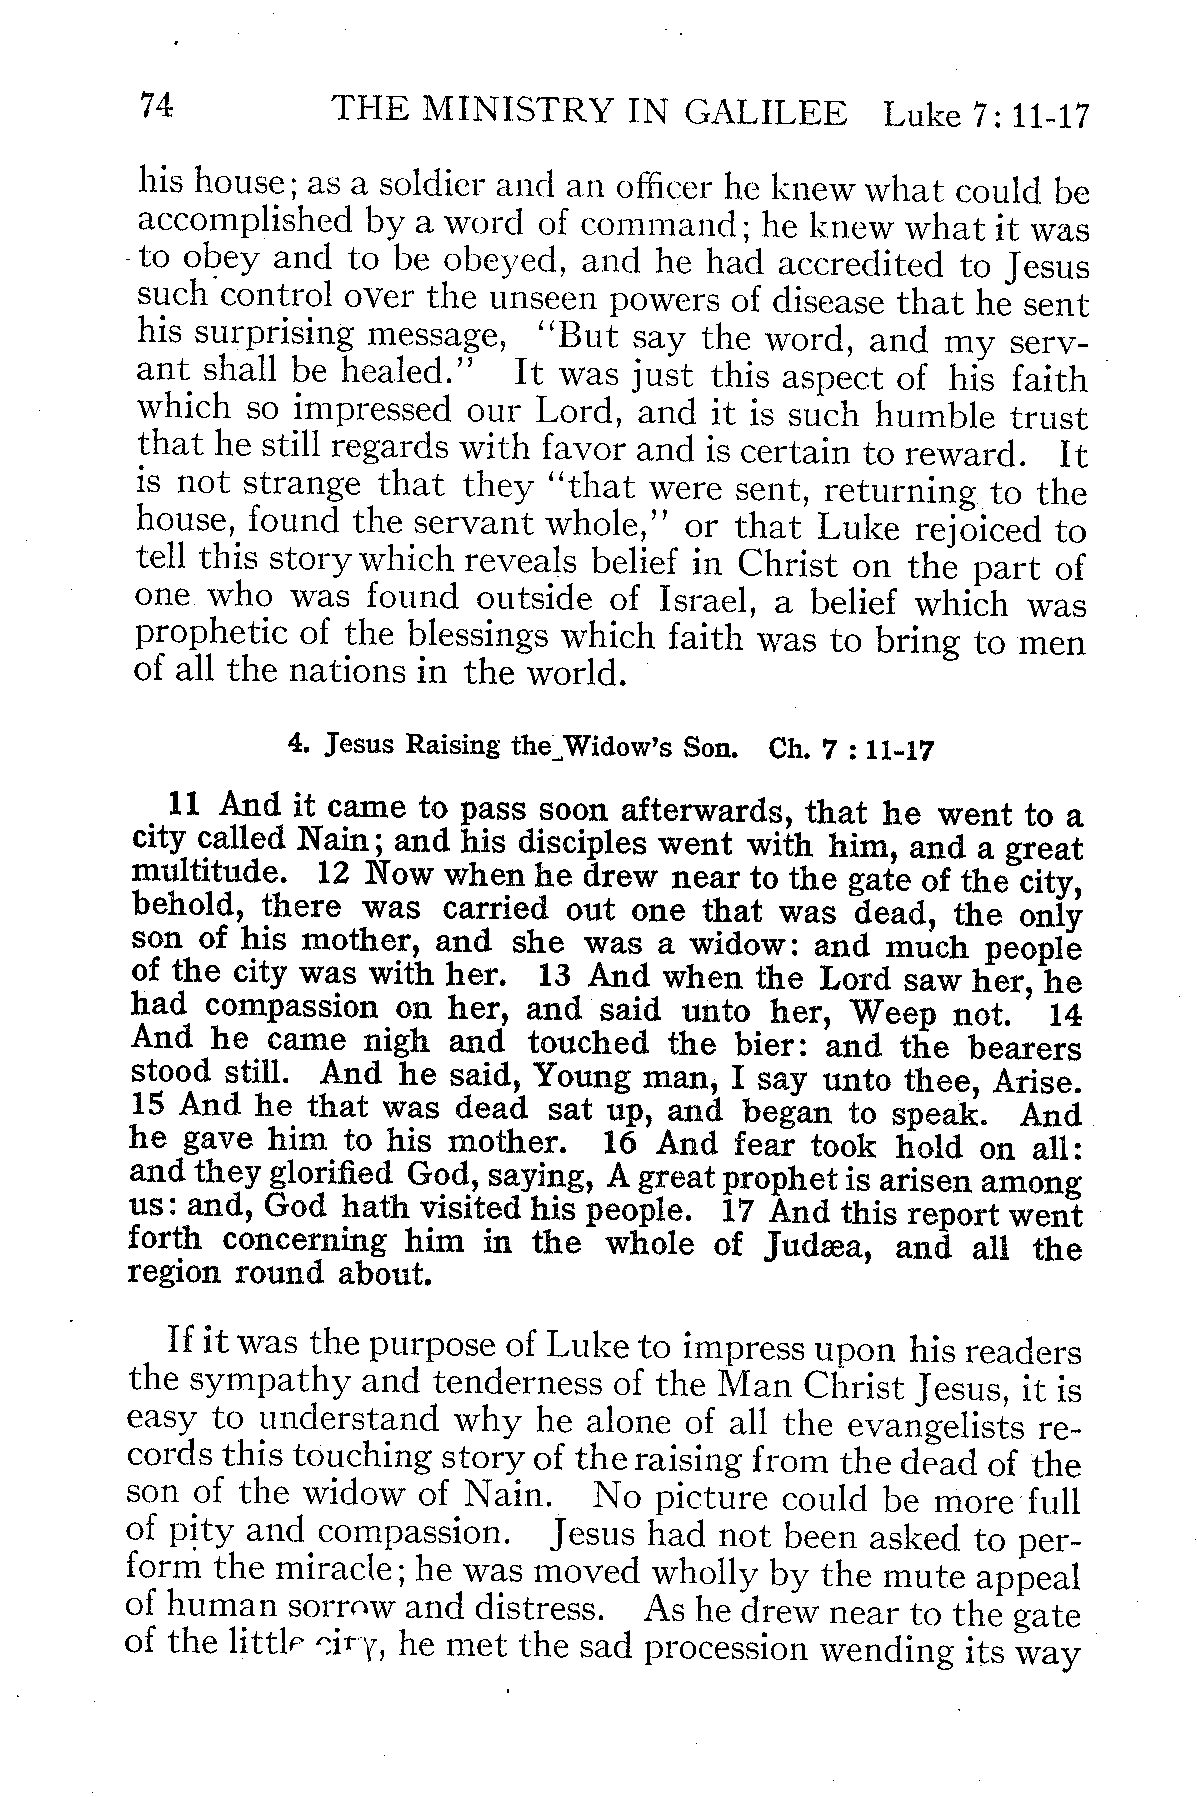 74 THE MINISTRY IN GALILEE Luke 7: 11-17
his house; as a soldier and an officer he knew what could be
accomplished by a word of command; he knew what it was
to obey and to be obeyed, and he had accredited to Jesus
such control over the unseen powers of disease that he sent
his surprising message, "But say the word, and my serv-
ant shall be healed." It was just this aspect of his faith
which so impressed our Lord, and it is such humble trust
that he still regards with favor and is certain to reward. It
is not strange that they "that were sent, returning to the
house, found the servant whole," or that Luke rejoiced to
tell this story which reveals belief in Christ on the part of
one who was found outside of Israel, a belief which was
prophetic of the blessings which faith was to bring to men
of all the nations in the world.
4. Jesus Raising the Widow's Son. Ch. 7 : 11-17
11 And it came to pass soon afterwards, that he went to a
city called Nain; and his disciples went with him, and a great
multitude. 12 Now when he drew near to the gate of the city,
behold, there was carried out one that was dead, the only
son of his mother, and she was a widow: and much people
of the city was with her. 13 And when the Lord saw her, he
had compassion on her, and said unto her, Weep not. 14
And he came nigh and touched the bier: and the bearers
stood still. And he said, Young man, I say unto thee, Arise.
15 And he that was dead sat up, and began to speak. And
he gave him to his mother. 16 And fear took hold on all:
and they glorified God, saying, A great prophet is arisen among
us: and, God hath visited his people. 17 And this report went
forth concerning him in the whole of Judæa, and all the
region round about.
If it was the purpose of Luke to impress upon his readers
the sympathy and tenderness of the Man Christ Jesus, it is
easy to understand why he alone of all the evangelists re-
cords this touching story of the raising from the dead of the
son of the widow of Nain. No picture could be more full
of pity and compassion. Jesus had not been asked to per-
form the miracle; he was moved wholly by the mute appeal
of human sorrow and distress. As he drew near to the gate
of the little city, he met the sad procession wending its way